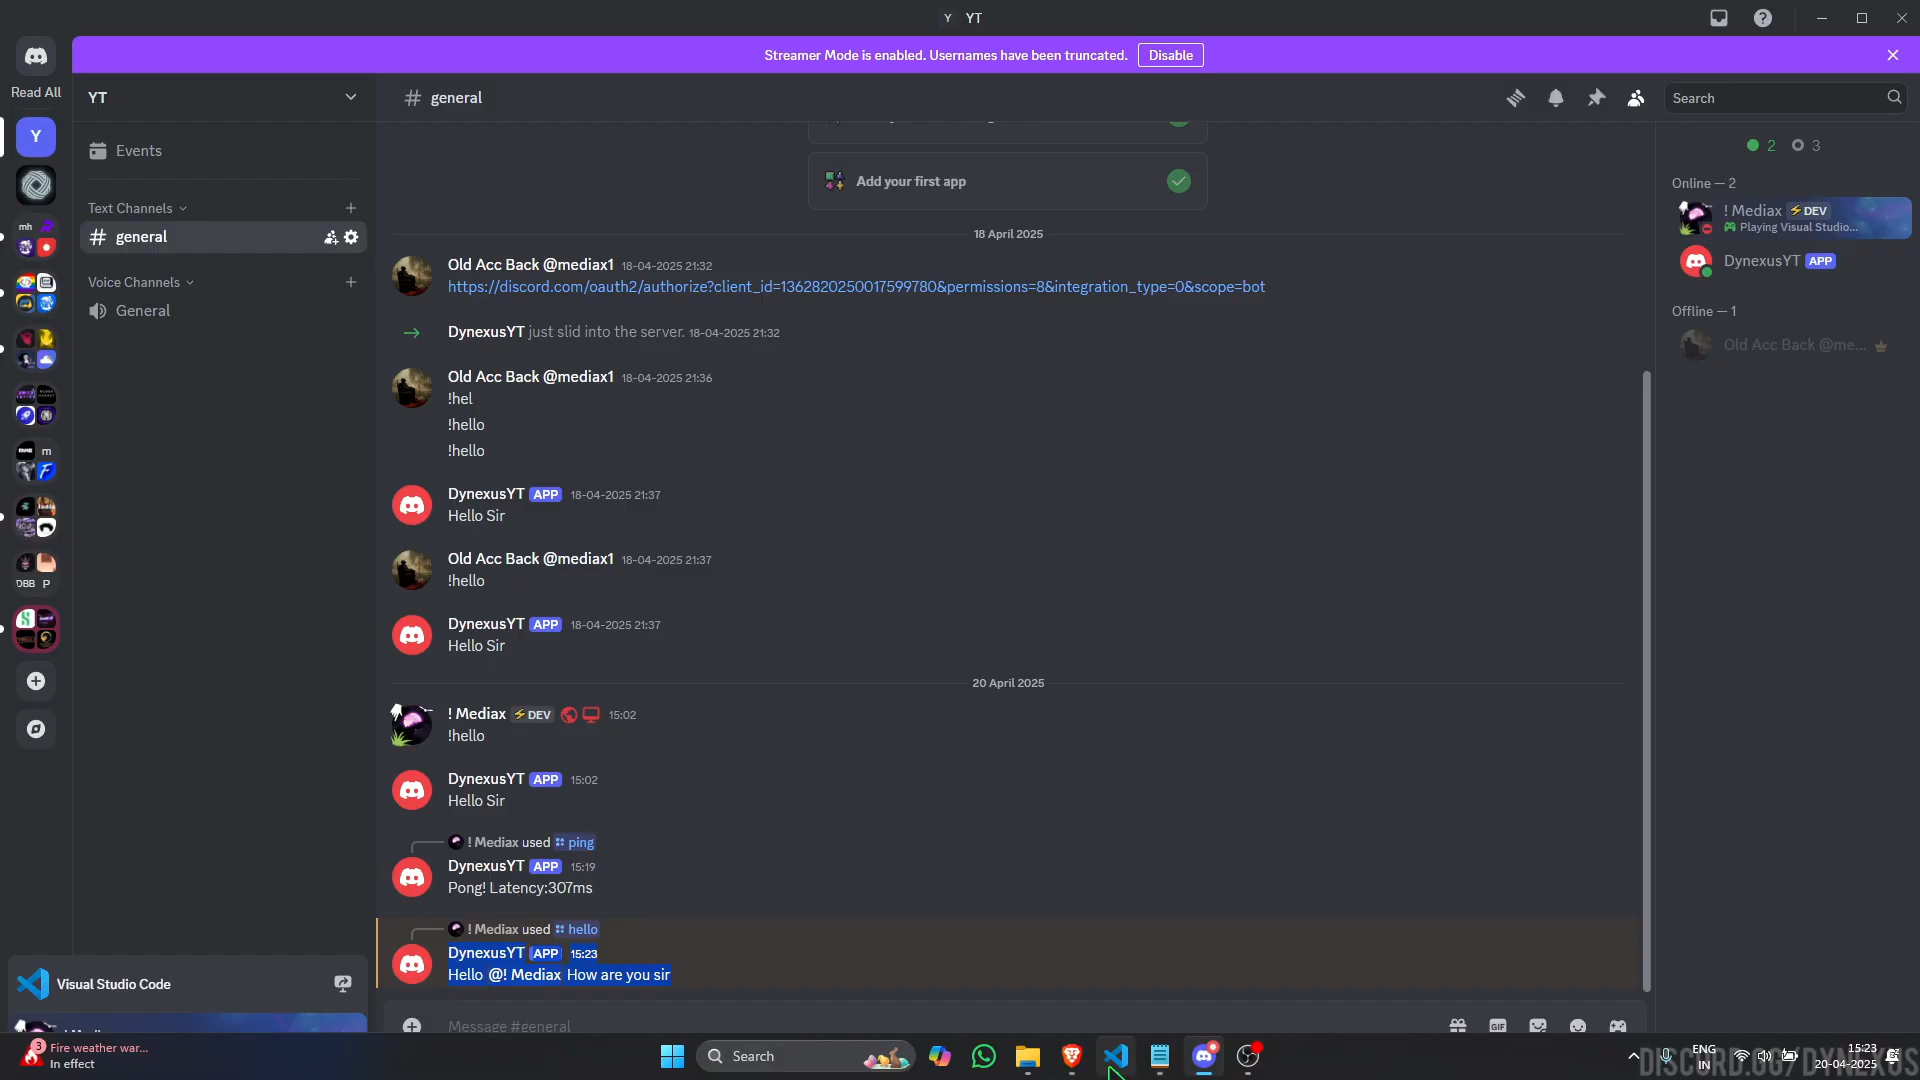 Y YT
Streamer Mode is enabled. Usernames have been truncated. Disable
Read All
YT
# general
Search
Y
Events
Add your first app
2 3
Online — 2
18 April 2025
Text Channels
# general
! Mediax ⚡DEV
Playing Visual Studio...
mh
Old Acc Back @mediax1 18-04-2025 21:32
https://discord.com/oauth2/authorize?client_id=1362820250017599780&permissions=8&integration_type=0&scope=bot
DynexusYT APP
Voice Channels
General
Offline — 1
DynexusYT just slid into the server. 18-04-2025 21:32
Old Acc Back @me...
Old Acc Back @mediax1 18-04-2025 21:36
!hel
!hello
!hello
m
DynexusYT APP 18-04-2025 21:37
Hello Sir
Old Acc Back @mediax1 18-04-2025 21:37
!hello
DBB P
DynexusYT APP 18-04-2025 21:37
Hello Sir
20 April 2025
! Mediax ⚡DEV 15:02
!hello
DynexusYT APP 15:02
Hello Sir
! Mediax used ping
DynexusYT APP 15:19
Pong! Latency:307ms
! Mediax used hello
DynexusYT APP 15:23
Hello @! Mediax How are you sir
Visual Studio Code
Message #general
GIF
3
Fire weather war...
In effect
Search
ENG
IN
15:23
20-04-2025
DISCORD.GG/DYNEXUS